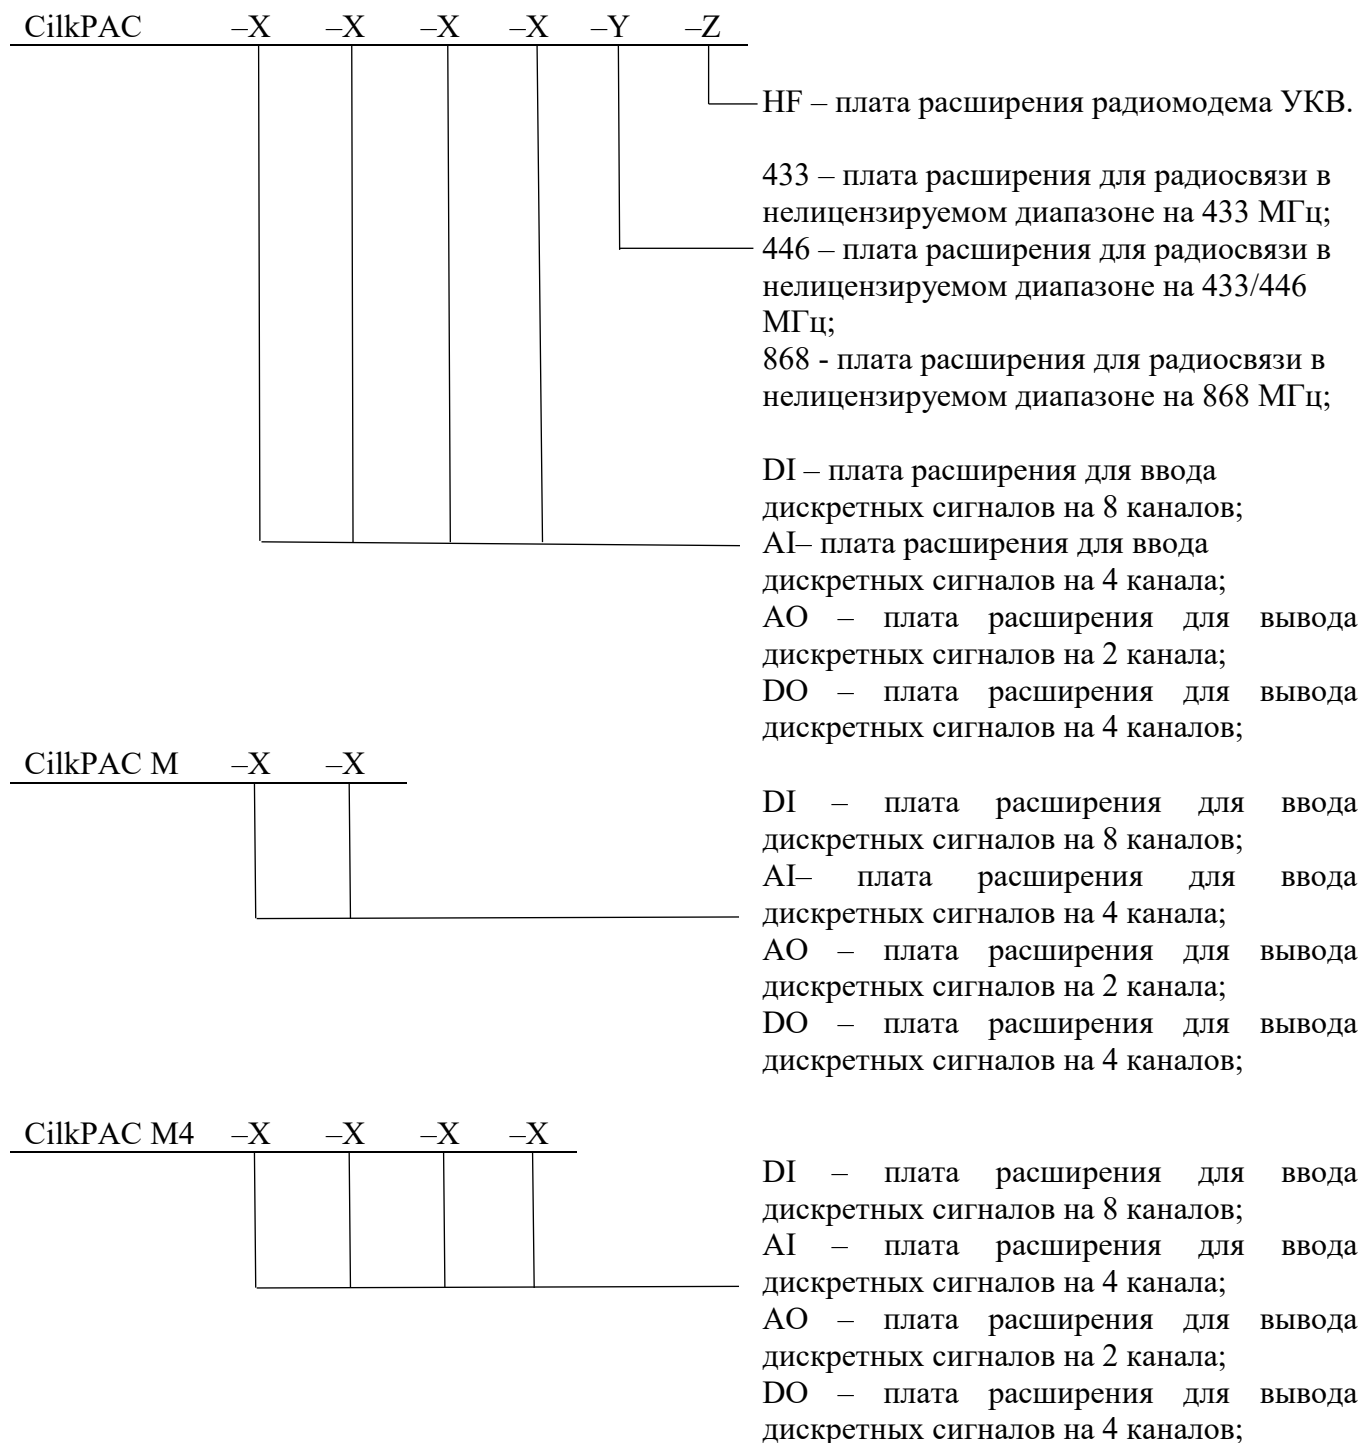 CilkPAC –X –X –X –X –Y –Z
HF – плата расширения радиомодема УКВ.
433 – плата расширения для радиосвязи в
нелицензируемом диапазоне на 433 МГц;
446 – плата расширения для радиосвязи в
нелицензируемом диапазоне на 433/446
МГц;
868 - плата расширения для радиосвязи в
нелицензируемом диапазоне на 868 МГц;
DI – плата расширения для ввода
дискретных сигналов на 8 каналов;
AI– плата расширения для ввода
дискретных сигналов на 4 канала;
AO – плата расширения для вывода
дискретных сигналов на 2 канала;
DO – плата расширения для вывода
дискретных сигналов на 4 каналов;
CilkPAC M –X –X
DI – плата расширения для ввода
дискретных сигналов на 8 каналов;
AI– плата расширения для ввода
дискретных сигналов на 4 канала;
AO – плата расширения для вывода
дискретных сигналов на 2 канала;
DO – плата расширения для вывода
дискретных сигналов на 4 каналов;
CilkPAC M4 –X –X –X –X
DI – плата расширения для ввода
дискретных сигналов на 8 каналов;
AI – плата расширения для ввода
дискретных сигналов на 4 канала;
AO – плата расширения для вывода
дискретных сигналов на 2 канала;
DO – плата расширения для вывода
дискретных сигналов на 4 каналов;